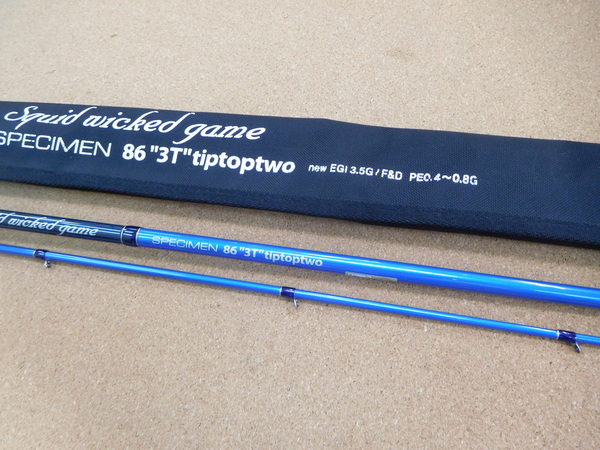 Squid wicked game
SPECIMEN 86 "3T"tiptoptwo new EGI 3.5G / F&D PE0.4〜0.8G
wicked game
SPECIMEN 86 "3T"tiptoptwo